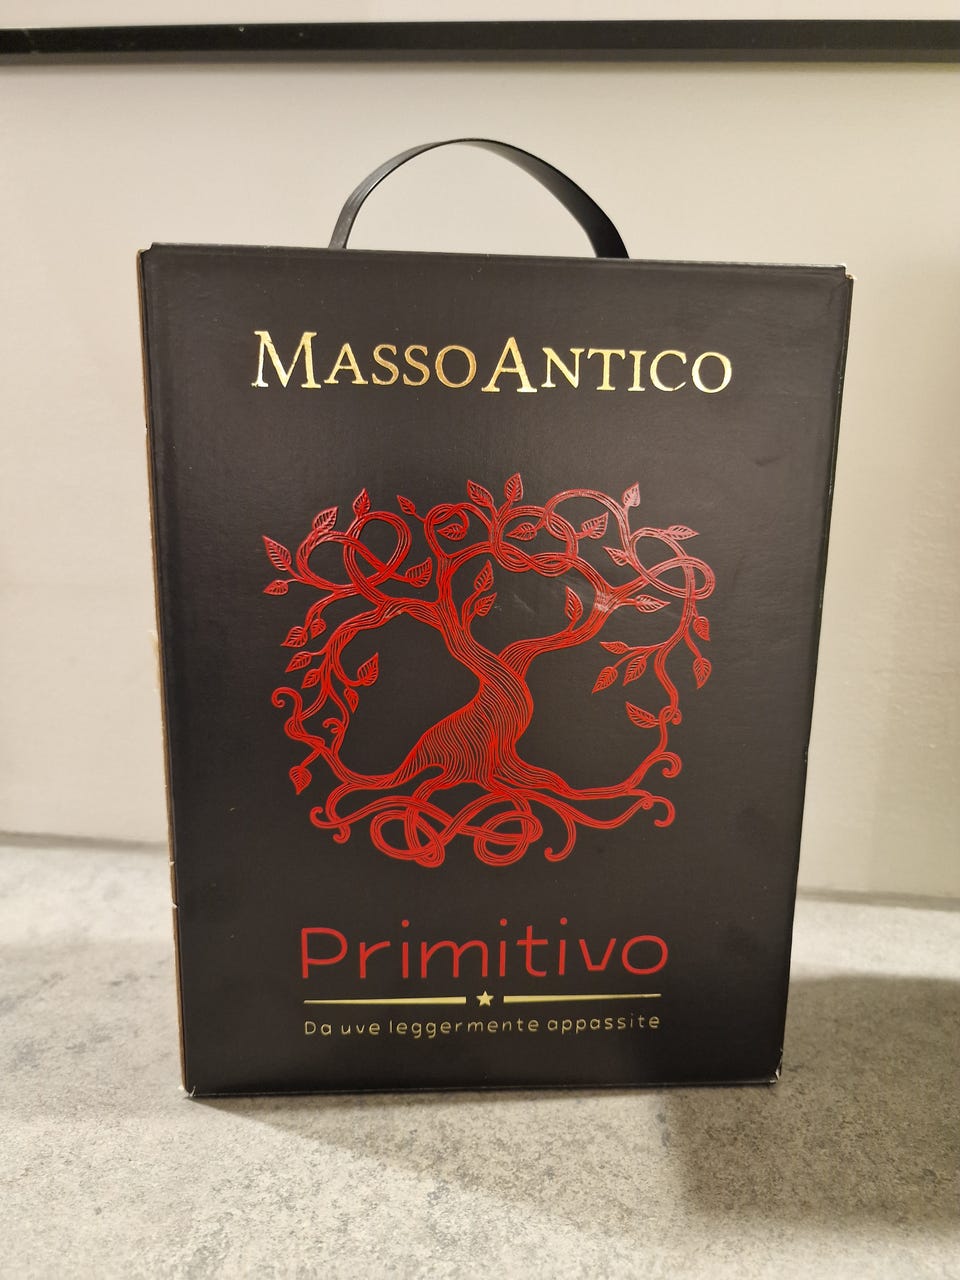 MASSO ANTICO
Primitivo
Da uve leggermente appassite